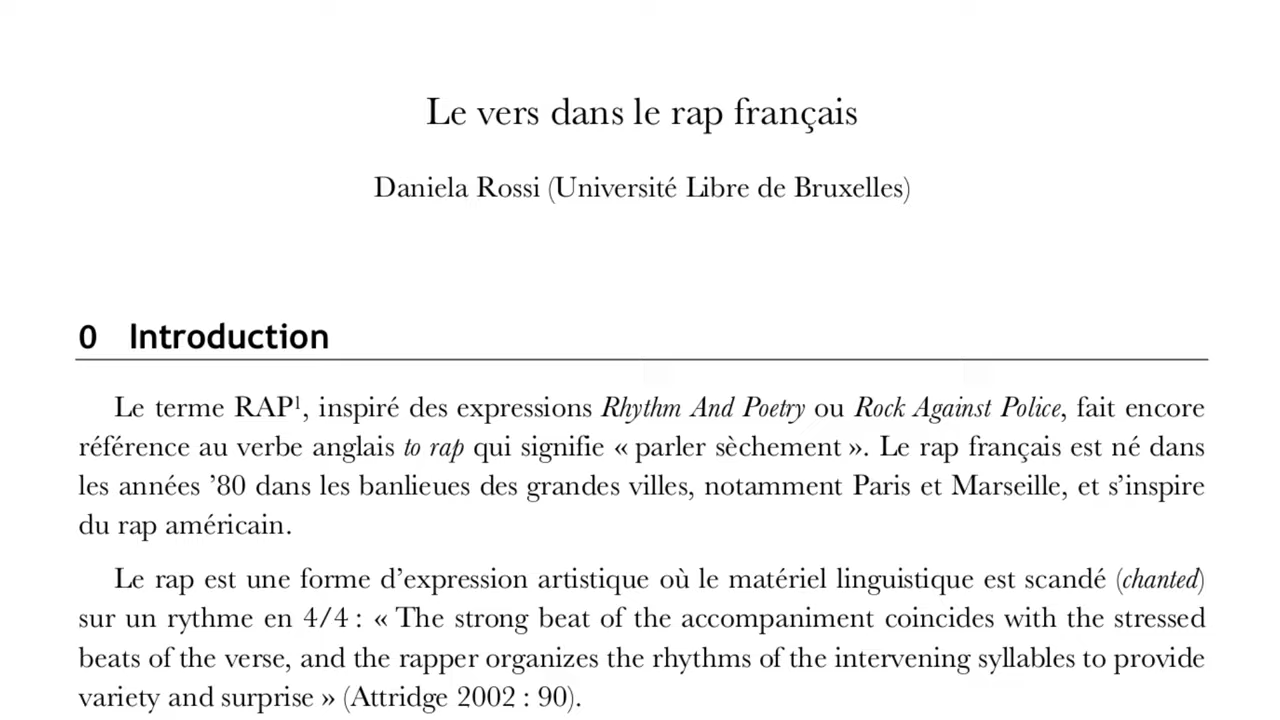 Le vers dans le rap français
Daniela Rossi (Université Libre de Bruxelles)
0 Introduction
Le terme RAP¹, inspiré des expressions Rhythm And Poetry ou Rock Against Police, fait encore
référence au verbe anglais to rap qui signifie « parler sèchement ». Le rap français est né dans
les années ’80 dans les banlieues des grandes villes, notamment Paris et Marseille, et s’inspire
du rap américain.
Le rap est une forme d’expression artistique où le matériel linguistique est scandé (chanted)
sur un rythme en 4/4 : « The strong beat of the accompaniment coincides with the stressed
beats of the verse, and the rapper organizes the rhythms of the intervening syllables to provide
variety and surprise » (Attridge 2002 : 90).